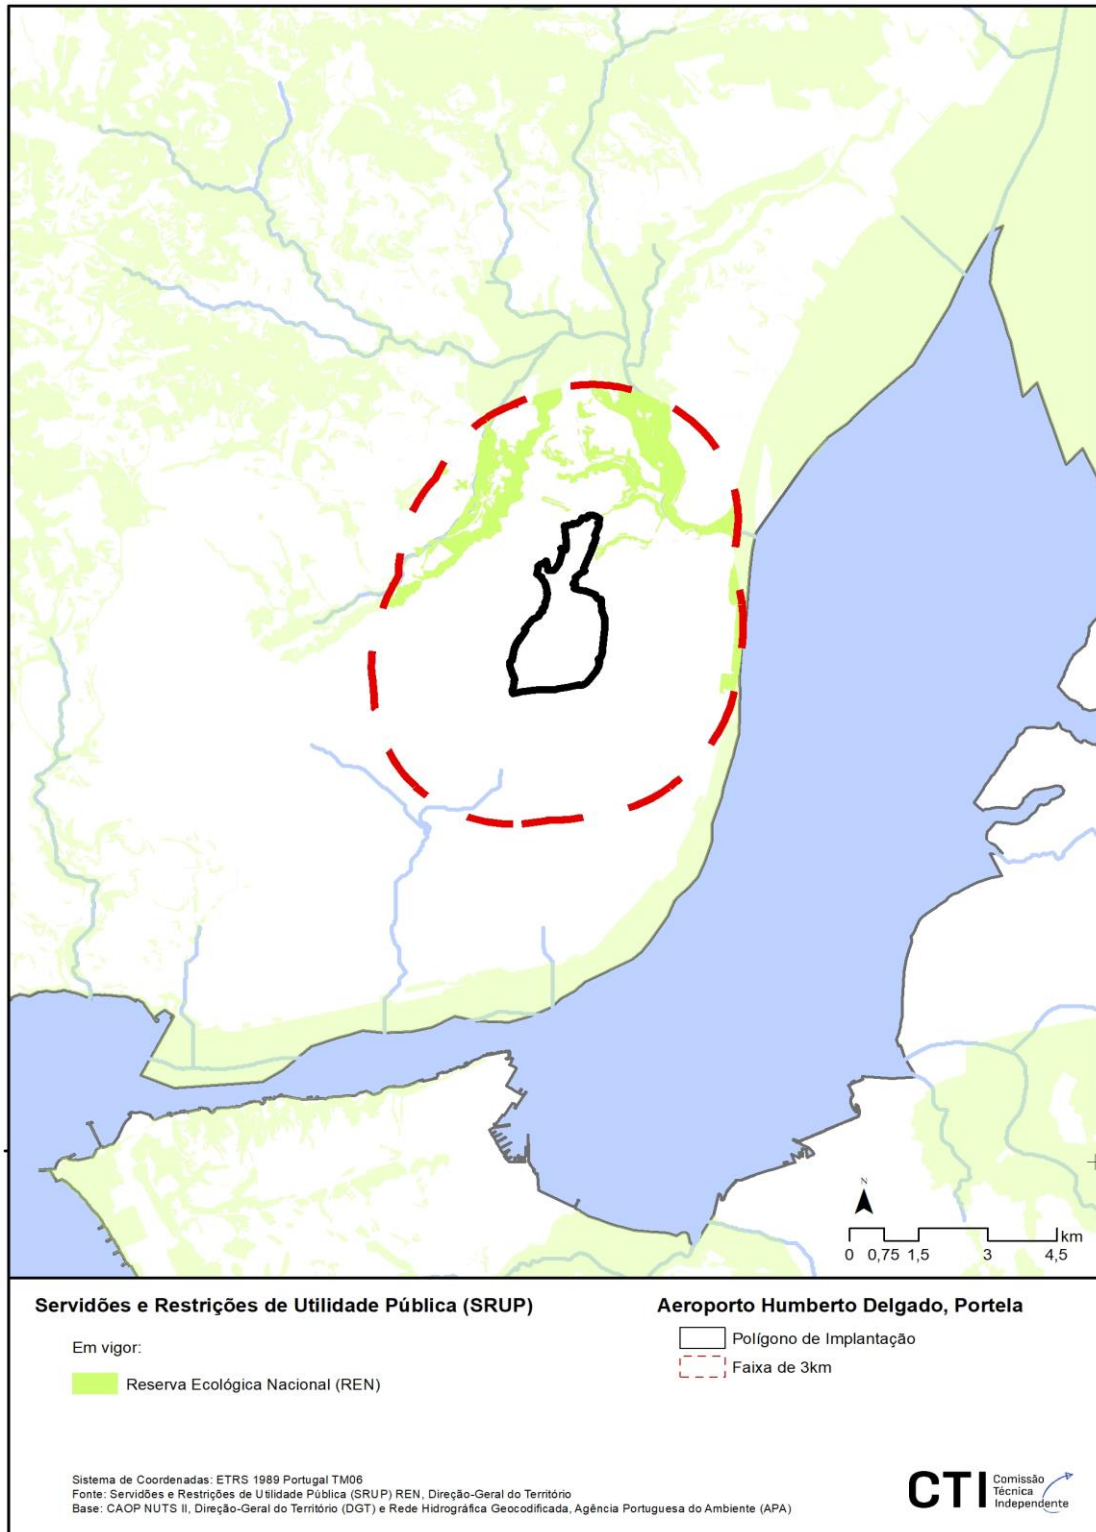 N
km
0 0,75 1,5 3 4,5
Servidões e Restrições de Utilidade Pública (SRUP)
Em vigor:
Reserva Ecológica Nacional (REN)
Aeroporto Humberto Delgado, Portela
Polígono de Implantação
Faixa de 3km
Sistema de Coordenadas: ETRS 1989 Portugal TM06
Fonte: Servidões e Restrições de Utilidade Pública (SRUP) REN, Direção-Geral do Território
Base: CAOP NUTS II, Direção-Geral do Território (DGT) e Rede Hidrográfica Geocodificada, Agência Portuguesa do Ambiente (APA)
CTI
Comissão
Técnica
Independente